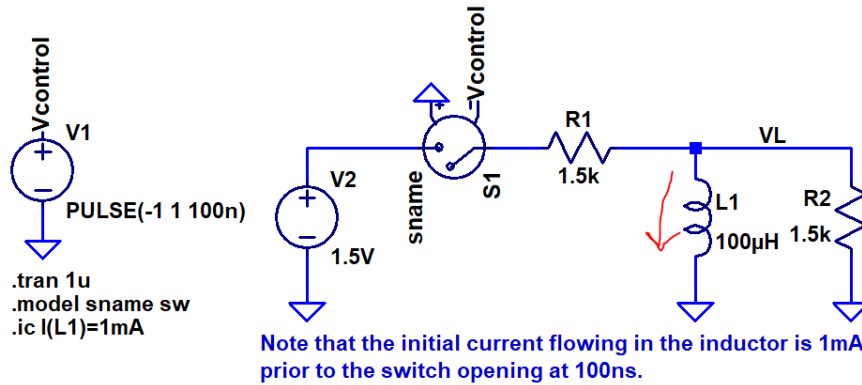 Vcontrol
V1
PULSE(-1 1 100n)
.tran 1u
.model sname sw
.ic I(L1)=1mA
Vcontrol
sname
S1
V2
1.5V
R1
1.5k
VL
L1
100µH
R2
1.5k
Note that the initial current flowing in the inductor is 1mA
prior to the switch opening at 100ns.